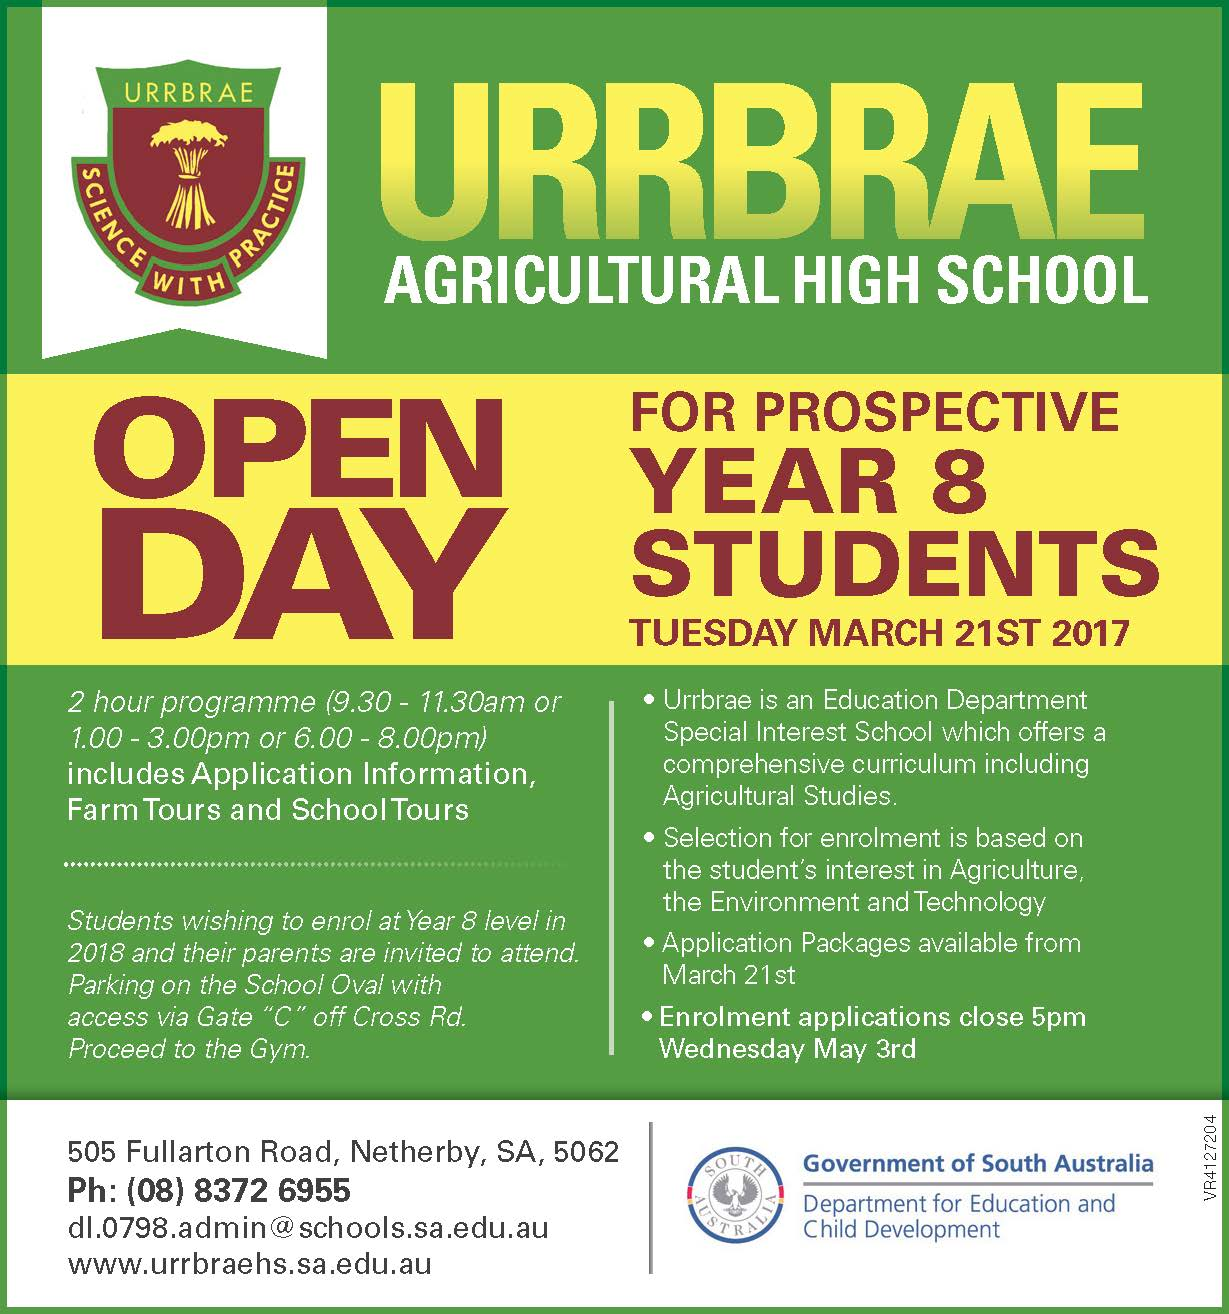 URRBRAE
SCIENCE WITH PRACTICE
URRBRAE
AGRICULTURAL HIGH SCHOOL
OPEN
DAY
FOR PROSPECTIVE
YEAR 8
STUDENTS
TUESDAY MARCH 21ST 2017
2 hour programme (9.30 - 11.30am or
1.00 - 3.00pm or 6.00 - 8.00pm)
includes Application Information,
Farm Tours and School Tours
Students wishing to enrol at Year 8 level in
2018 and their parents are invited to attend.
Parking on the School Oval with
access via Gate “C” off Cross Rd.
Proceed to the Gym.
• Urrbrae is an Education Department
Special Interest School which offers a
comprehensive curriculum including
Agricultural Studies.
• Selection for enrolment is based on
the student’s interest in Agriculture,
the Environment and Technology
• Application Packages available from
March 21st
• Enrolment applications close 5pm
Wednesday May 3rd
505 Fullarton Road, Netherby, SA, 5062
Ph: (08) 8372 6955
dl.0798.admin@schools.sa.edu.au
www.urrbraehs.sa.edu.au
SOUTH AUSTRALIA
Government of South Australia
Department for Education and
Child Development
VR4127204